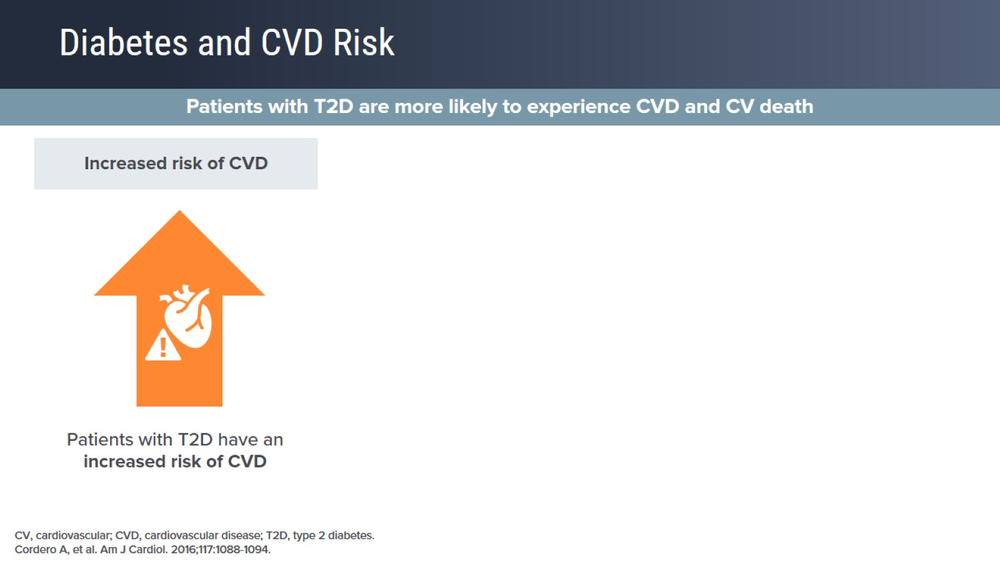 Diabetes and CVD Risk
Patients with T2D are more likely to experience CVD and CV death
Increased risk of CVD
!
Patients with T2D have an
increased risk of CVD
CV, cardiovascular; CVD, cardiovascular disease; T2D, type 2 diabetes.
Cordero A, et al. Am J Cardiol. 2016;117:1088-1094.